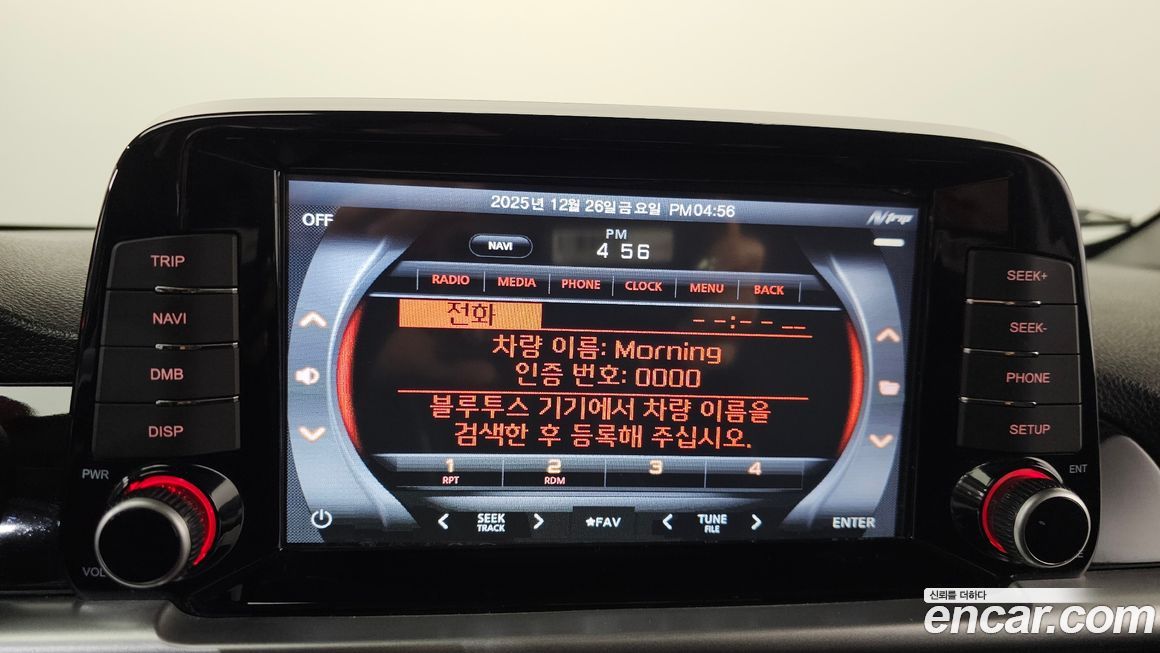 2025년 12월 26일금요일 PM04:56
OFF
NAVI
PM
4 56
RADIO MEDIA PHONE CLOCK MENU BACK
전화 --:-- --
차량 이름: Morning
인증 번호: 0000
블루투스 기기에서 차량 이름을
검색한 후 등록해 주십시오.
1 2 3 4
RPT RDM
SEEK TRACK
★FAV
TUNE FILE
ENTER
TRIP
NAVI
DMB
DISP
PWR
VOL
SEEK+
SEEK-
PHONE
SETUP
ENT
신뢰를 더하다
encar.com